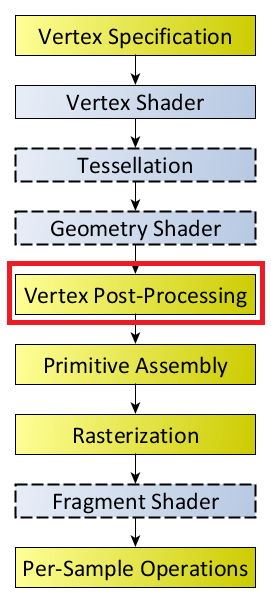 Vertex Specification
Vertex Shader
Tessellation
Geometry Shader
Vertex Post-Processing
Primitive Assembly
Rasterization
Fragment Shader
Per-Sample Operations